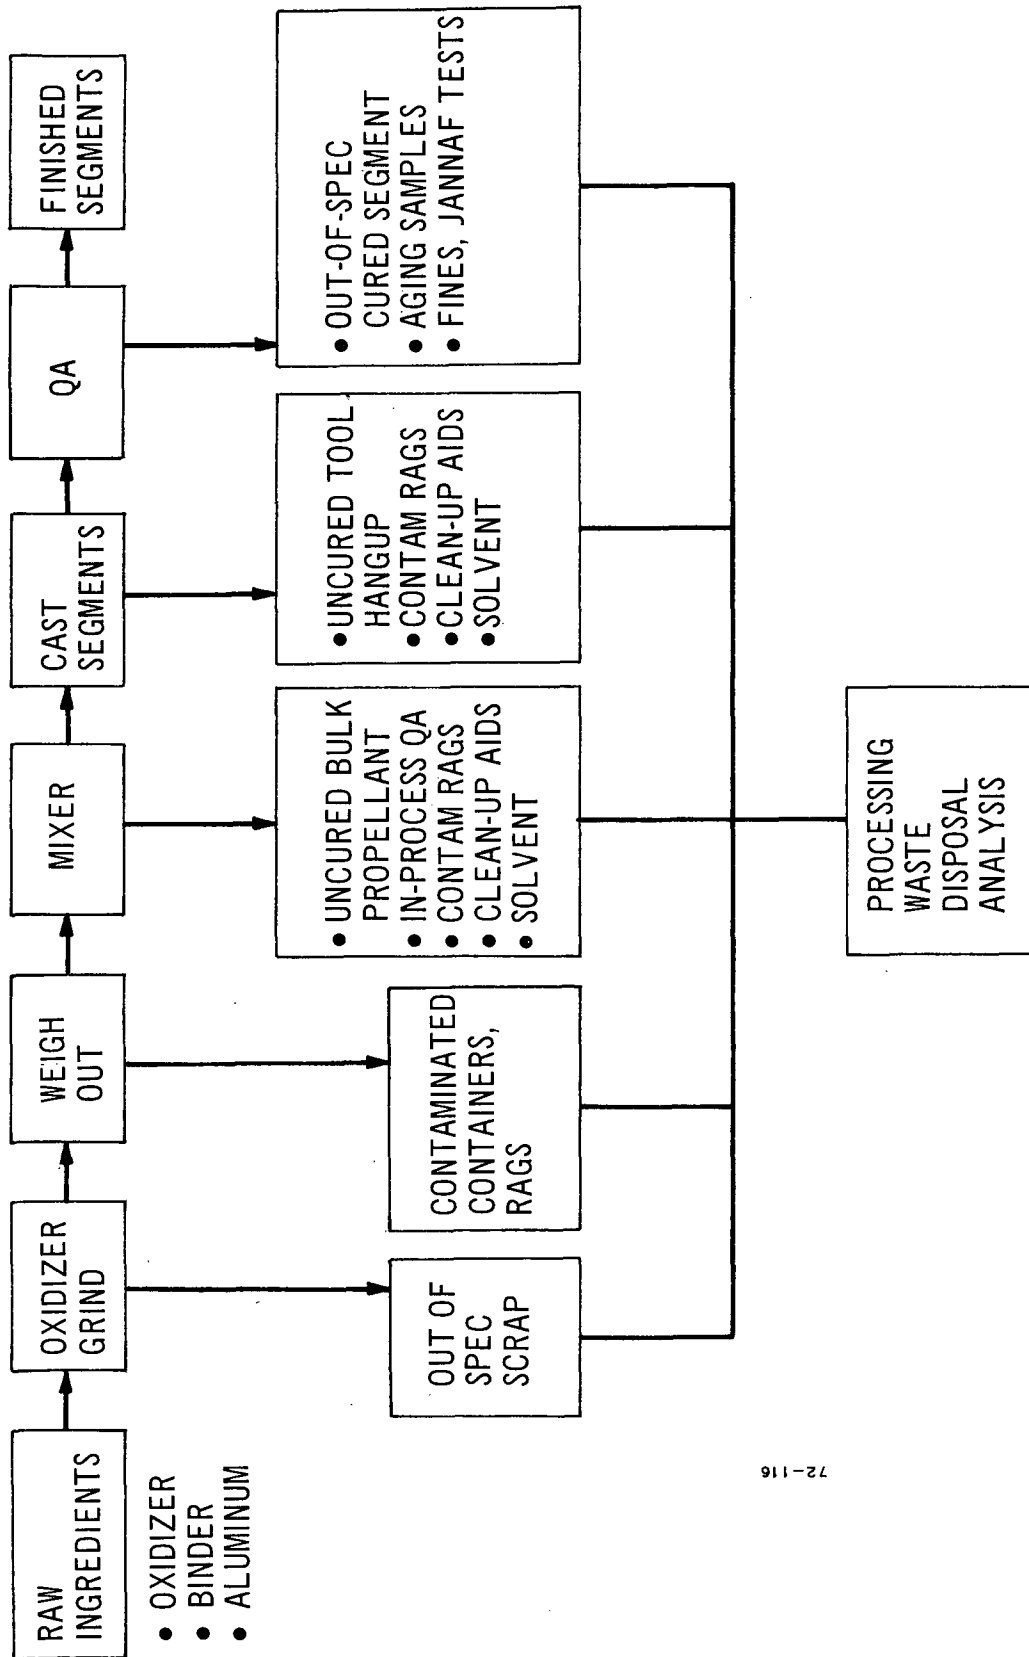 RAW
INGREDIENTS
• OXIDIZER
• BINDER
• ALUMINUM
OXIDIZER
GRIND
WEIGH
OUT
MIXER
CAST
SEGMENTS
QA
FINISHED
SEGMENTS
OUT OF
SPEC
SCRAP
CONTAMINATED
CONTAINERS,
RAGS
• UNCURED BULK
PROPELLANT
• IN-PROCESS QA
• CONTAM RAGS
• CLEAN-UP AIDS
• SOLVENT
• UNCURED TOOL
HANGUP
• CONTAM RAGS
• CLEAN-UP AIDS
• SOLVENT
• OUT-OF-SPEC
CURED SEGMENT
• AGING SAMPLES
• FINES, JANNAF TESTS
PROCESSING
WASTE
DISPOSAL
ANALYSIS
72-116